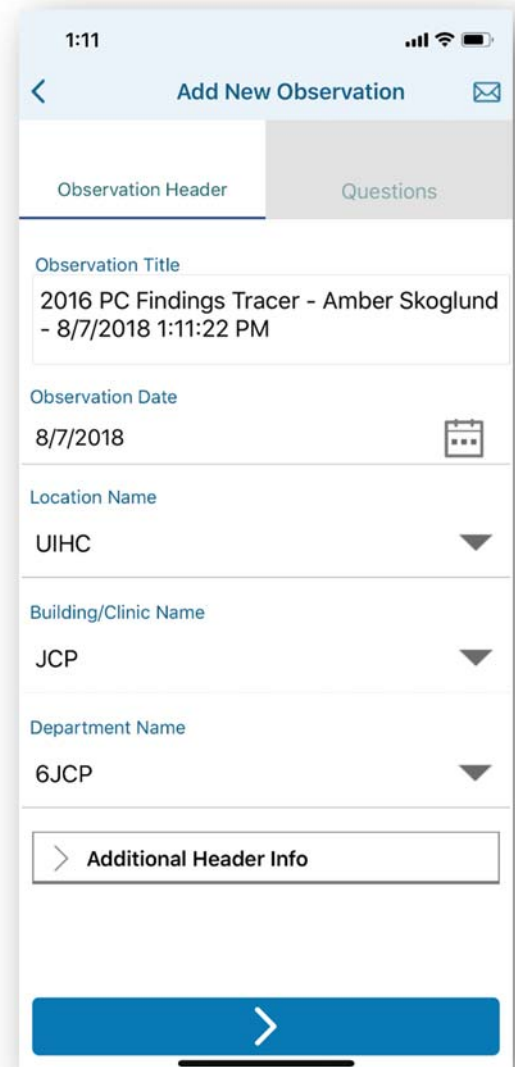 1:11
Add New Observation
Observation Header
Questions
Observation Title
2016 PC Findings Tracer - Amber Skoglund
- 8/7/2018 1:11:22 PM
Observation Date
8/7/2018
Location Name
UIHC
Building/Clinic Name
JCP
Department Name
6JCP
Additional Header Info